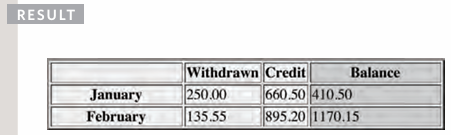 RESULT
Withdrawn Credit Balance
January 250.00 660.50 410.50
February 135.55 895.20 1170.15